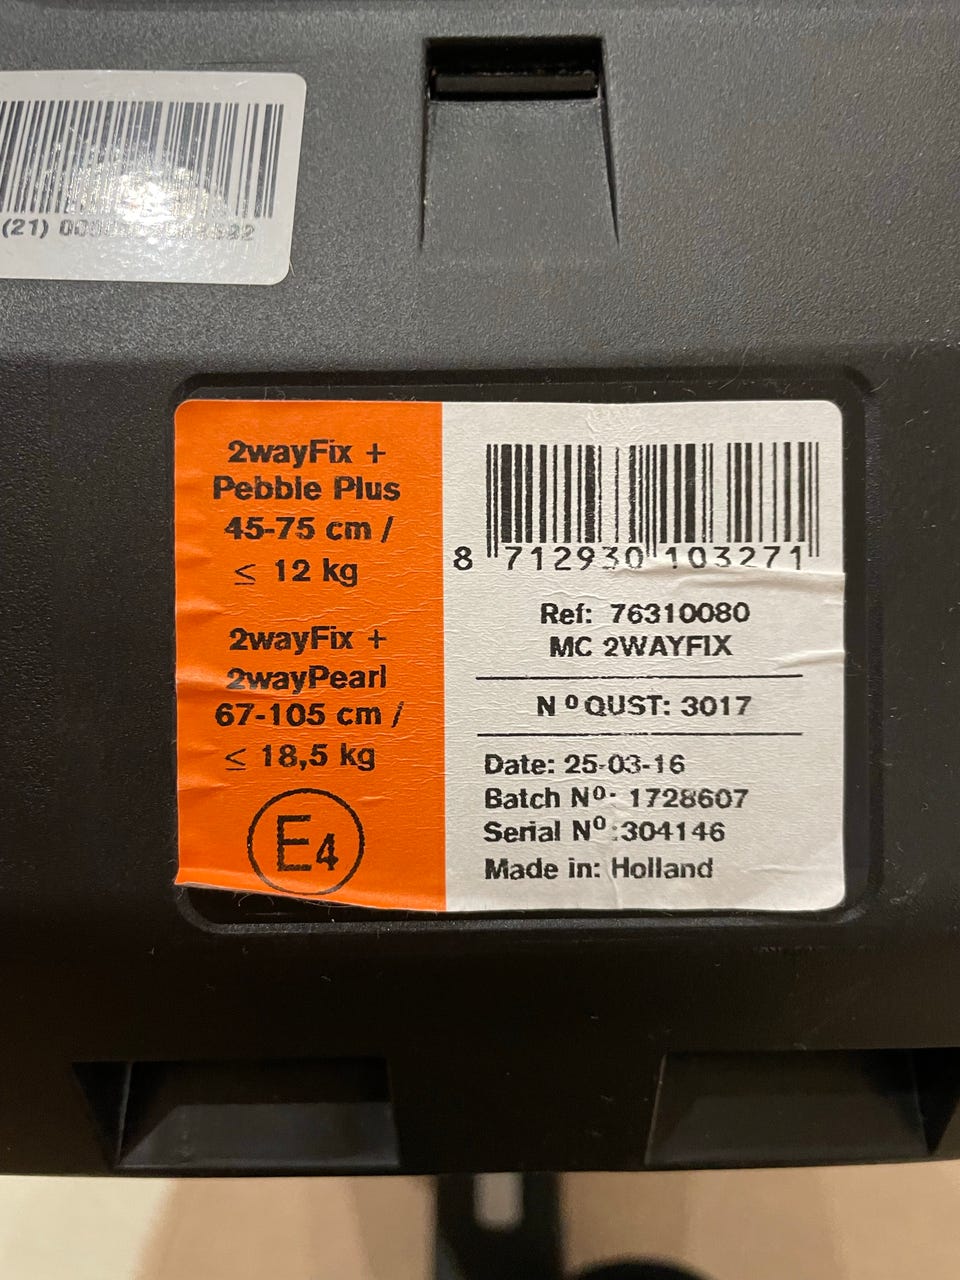 (21)
2wayFix +
Pebble Plus
45-75 cm /
≤ 12 kg
2wayFix +
2wayPearl
67-105 cm /
≤ 18,5 kg
E4
8 712930 103271
Ref: 76310080
MC 2WAYFIX
Nº QUST: 3017
Date: 25-03-16
Batch Nº: 1728607
Serial Nº :304146
Made in: Holland